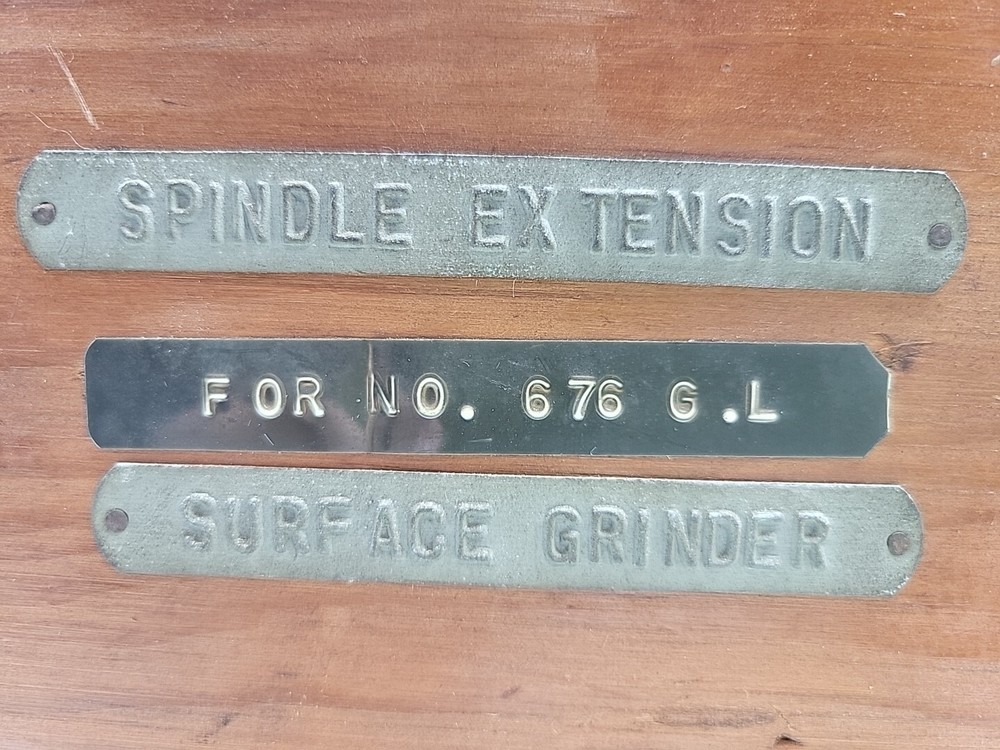 SPINDLE EXTENSION
FOR NO. 676 G.L
SURFACE GRINDER